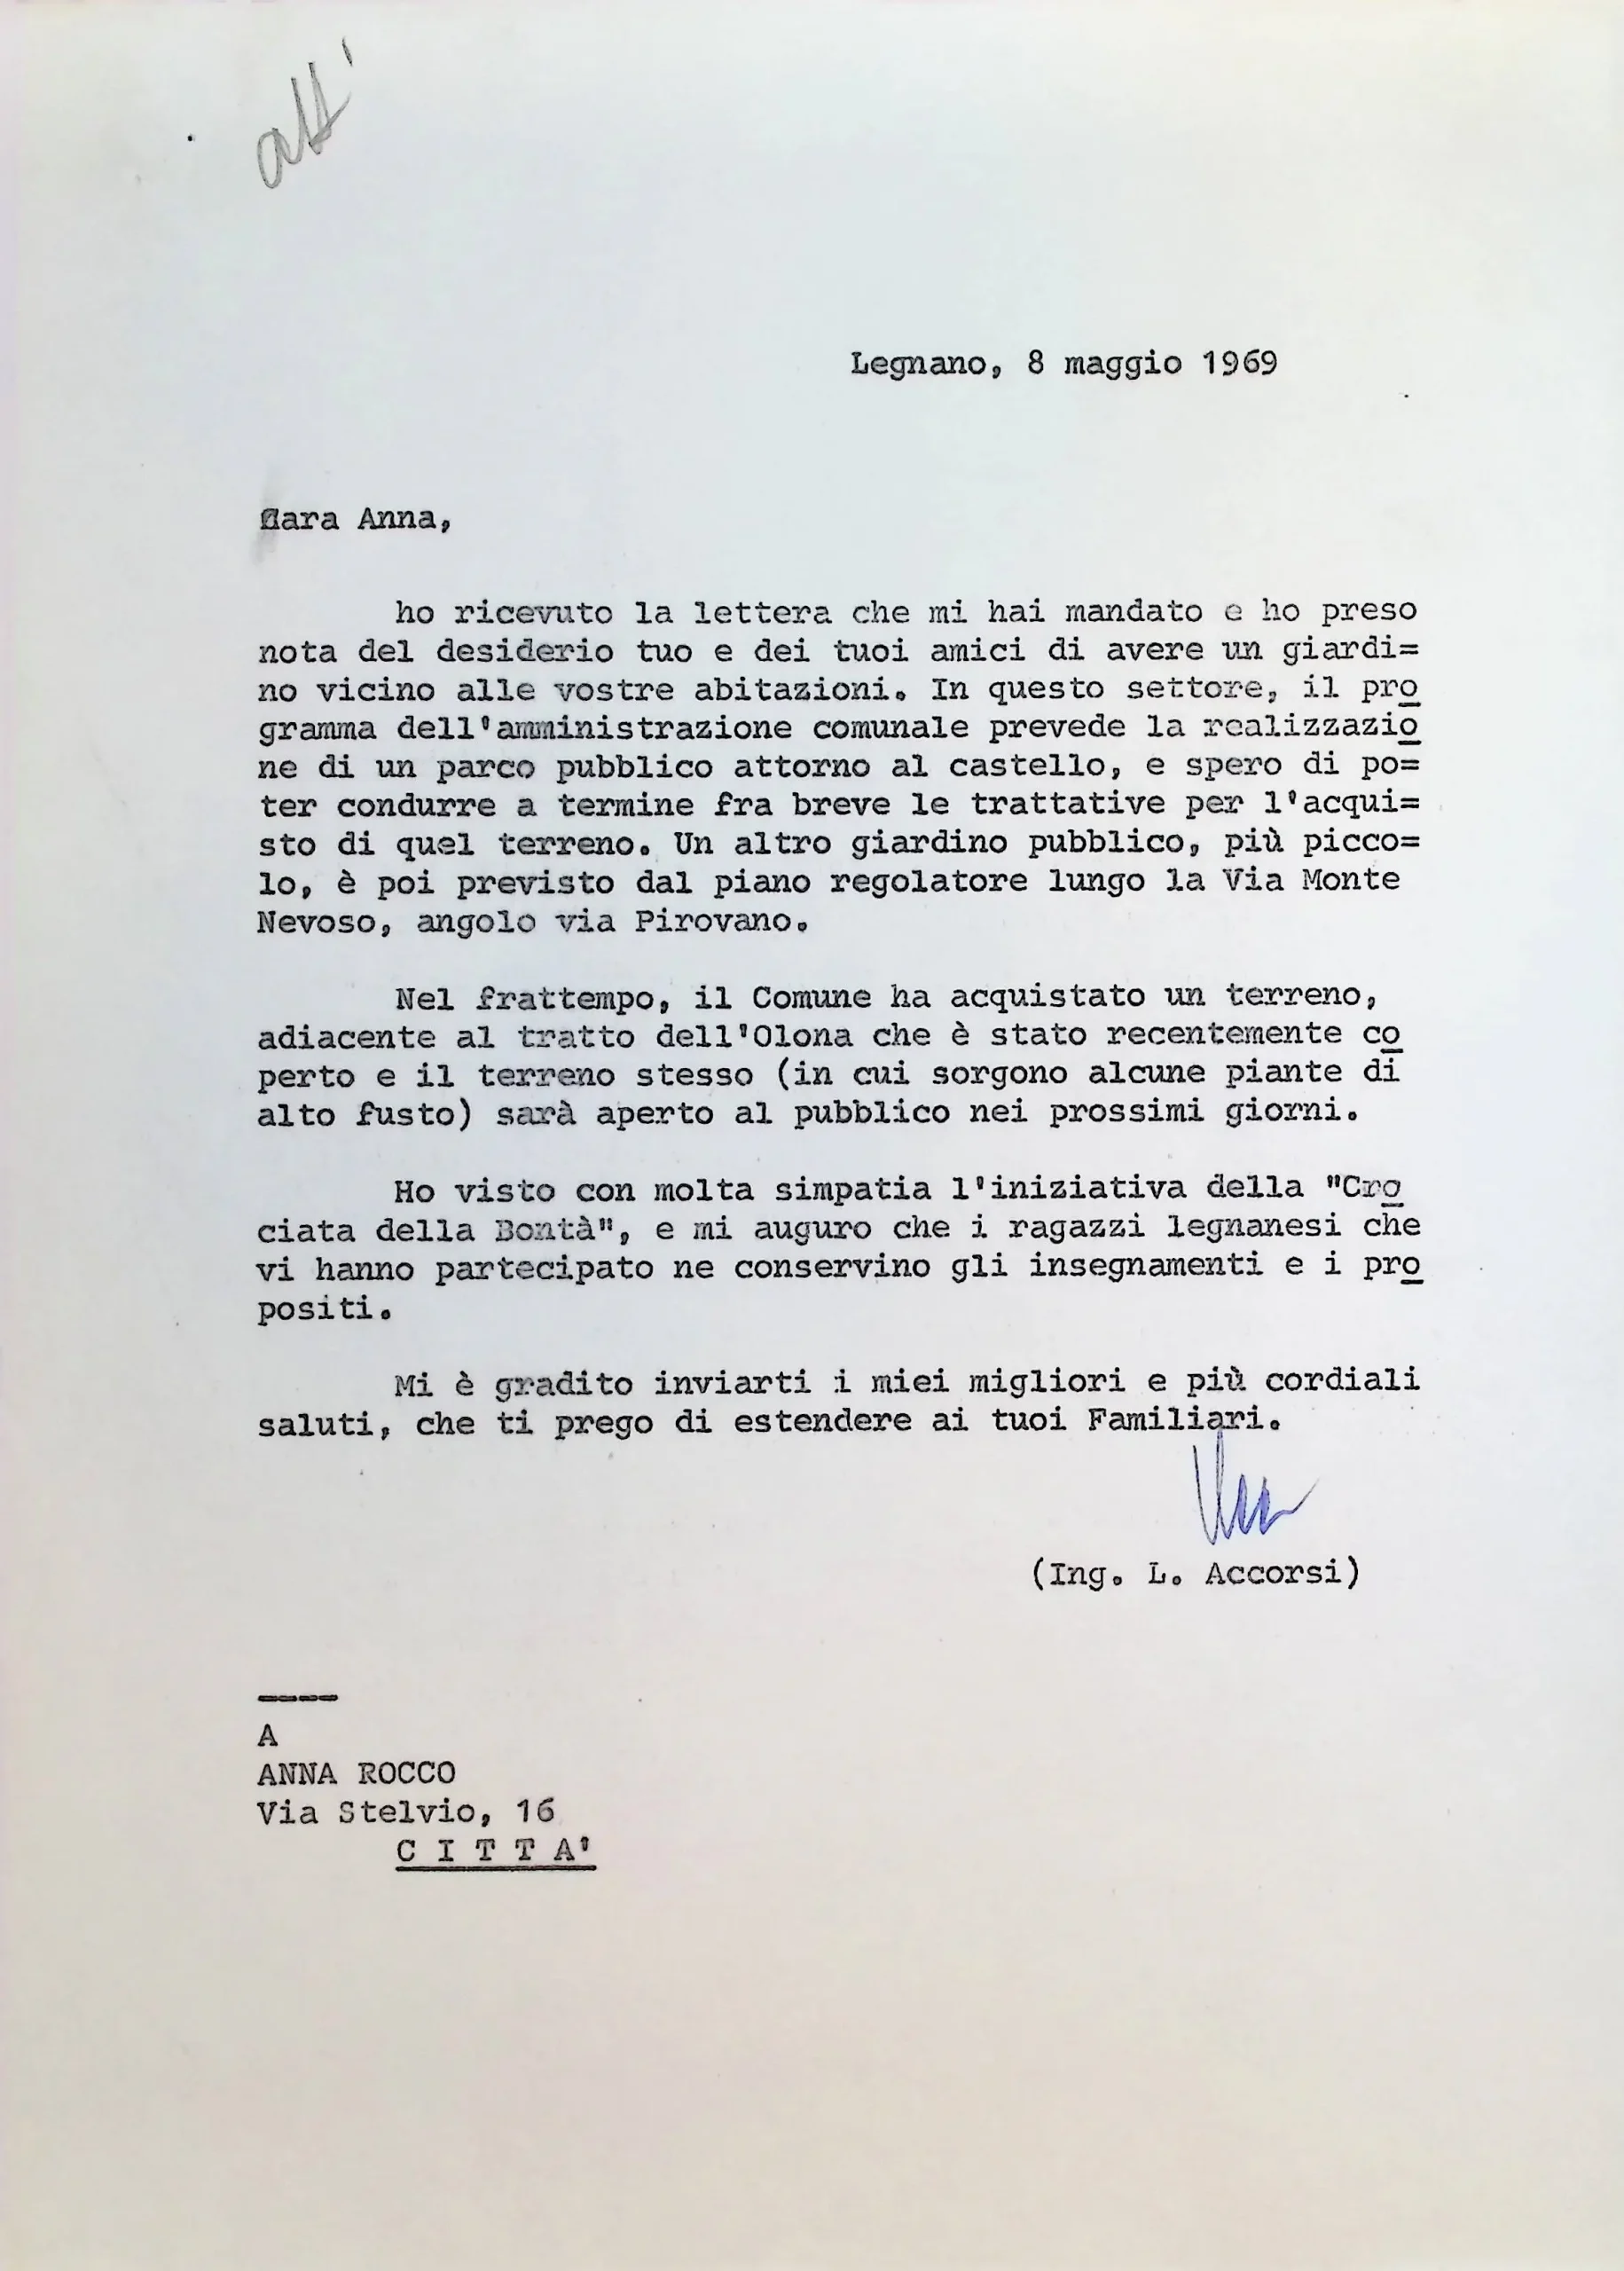 atti
Legnano, 8 maggio 1969
Cara Anna,
ho ricevuto la lettera che mi hai mandato e ho preso
nota del desiderio tuo e dei tuoi amici di avere un giardi=
no vicino alle vostre abitazioni. In questo settore, il pro
gramma dell'amministrazione comunale prevede la realizzazio
ne di un parco pubblico attorno al castello, e spero di po=
ter condurre a termine fra breve le trattative per l'acqui=
sto di quel terreno. Un altro giardino pubblico, più picco=
lo, è poi previsto dal piano regolatore lungo la Via Monte
Nevoso, angolo via Pirovano.
Nel frattempo, il Comune ha acquistato un terreno,
adiacente al tratto dell'Olona che è stato recentemente co
perto e il terreno stesso (in cui sorgono alcune piante di
alto fusto) sarà aperto al pubblico nei prossimi giorni.
Ho visto con molta simpatia l'iniziativa della "Cro
ciata della Bontà", e mi auguro che i ragazzi legnanesi che
vi hanno partecipato ne conservino gli insegnamenti e i pro
positi.
Mi è gradito inviarti i miei migliori e più cordiali
saluti, che ti prego di estendere ai tuoi Familiari.
(Ing. L. Accorsi)
----
A
ANNA ROCCO
Via Stelvio, 16
C I T T A'